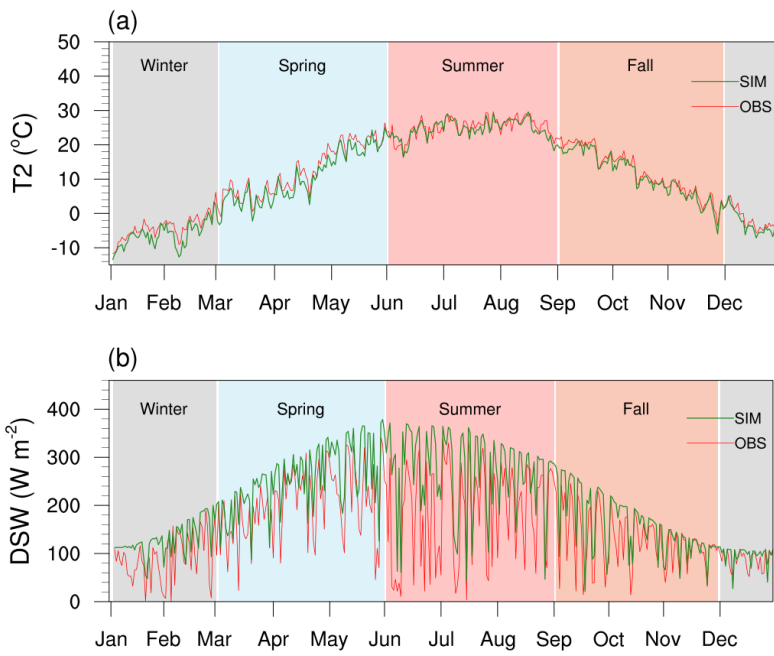 (a)
T2 (°C)
50
40
30
20
10
0
-10
Winter
Spring
Summer
Fall
SIM
OBS
Jan Feb Mar Apr May Jun Jul Aug Sep Oct Nov Dec
(b)
DSW (W m⁻²)
400
300
200
100
0
Winter
Spring
Summer
Fall
SIM
OBS
Jan Feb Mar Apr May Jun Jul Aug Sep Oct Nov Dec